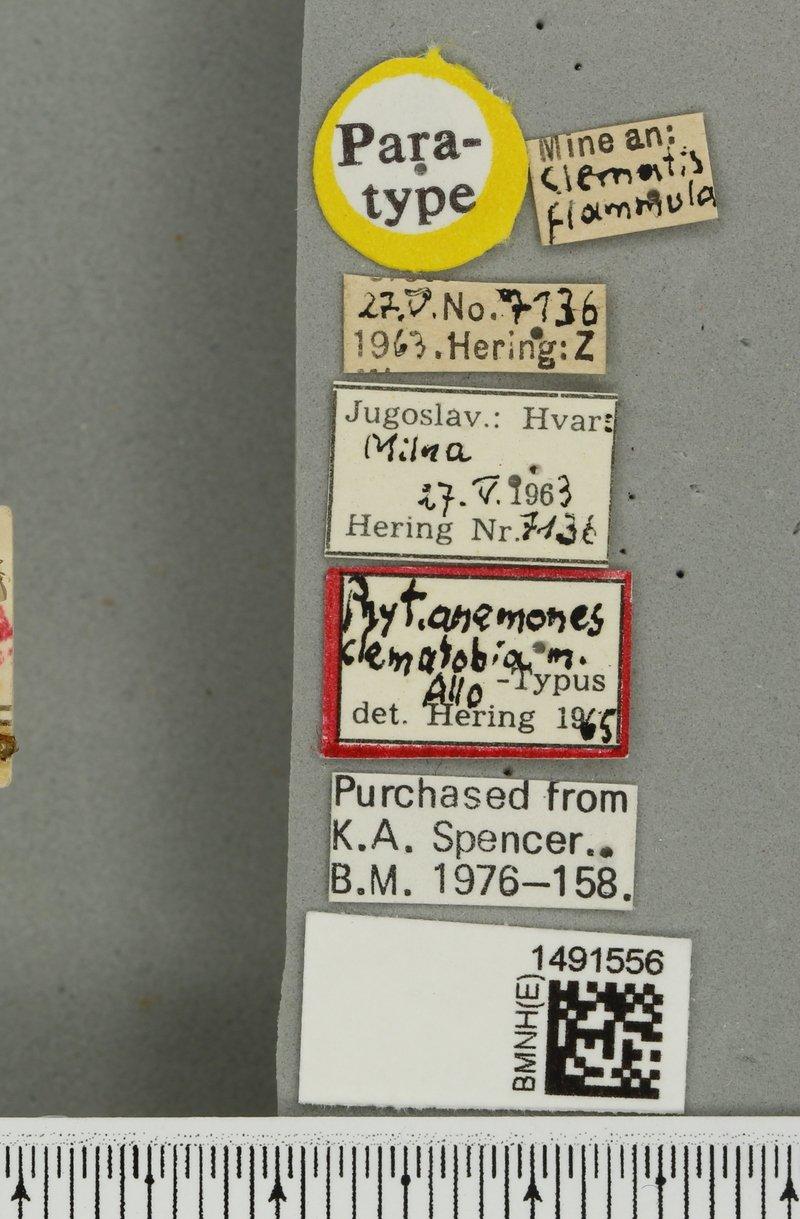 Para-
type
Mine an:
Clematis
flammula
27.V. No. 7136
1963. Hering: Z
Jugoslav.: Hvar:
Milna
27. V. 1963
Hering Nr. 7136
Phyt. anemones
clematobia m.
Allo -Typus
det. Hering 1965
Purchased from
K.A. Spencer.
B.M. 1976–158.
1491556
BMNH(E)